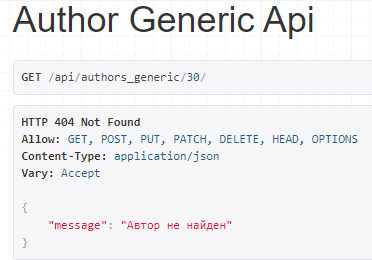 Author Generic Api
GET /api/authors_generic/30/
HTTP 404 Not Found
Allow: GET, POST, PUT, PATCH, DELETE, HEAD, OPTIONS
Content-Type: application/json
Vary: Accept
{
"message": "Автор не найден"
}